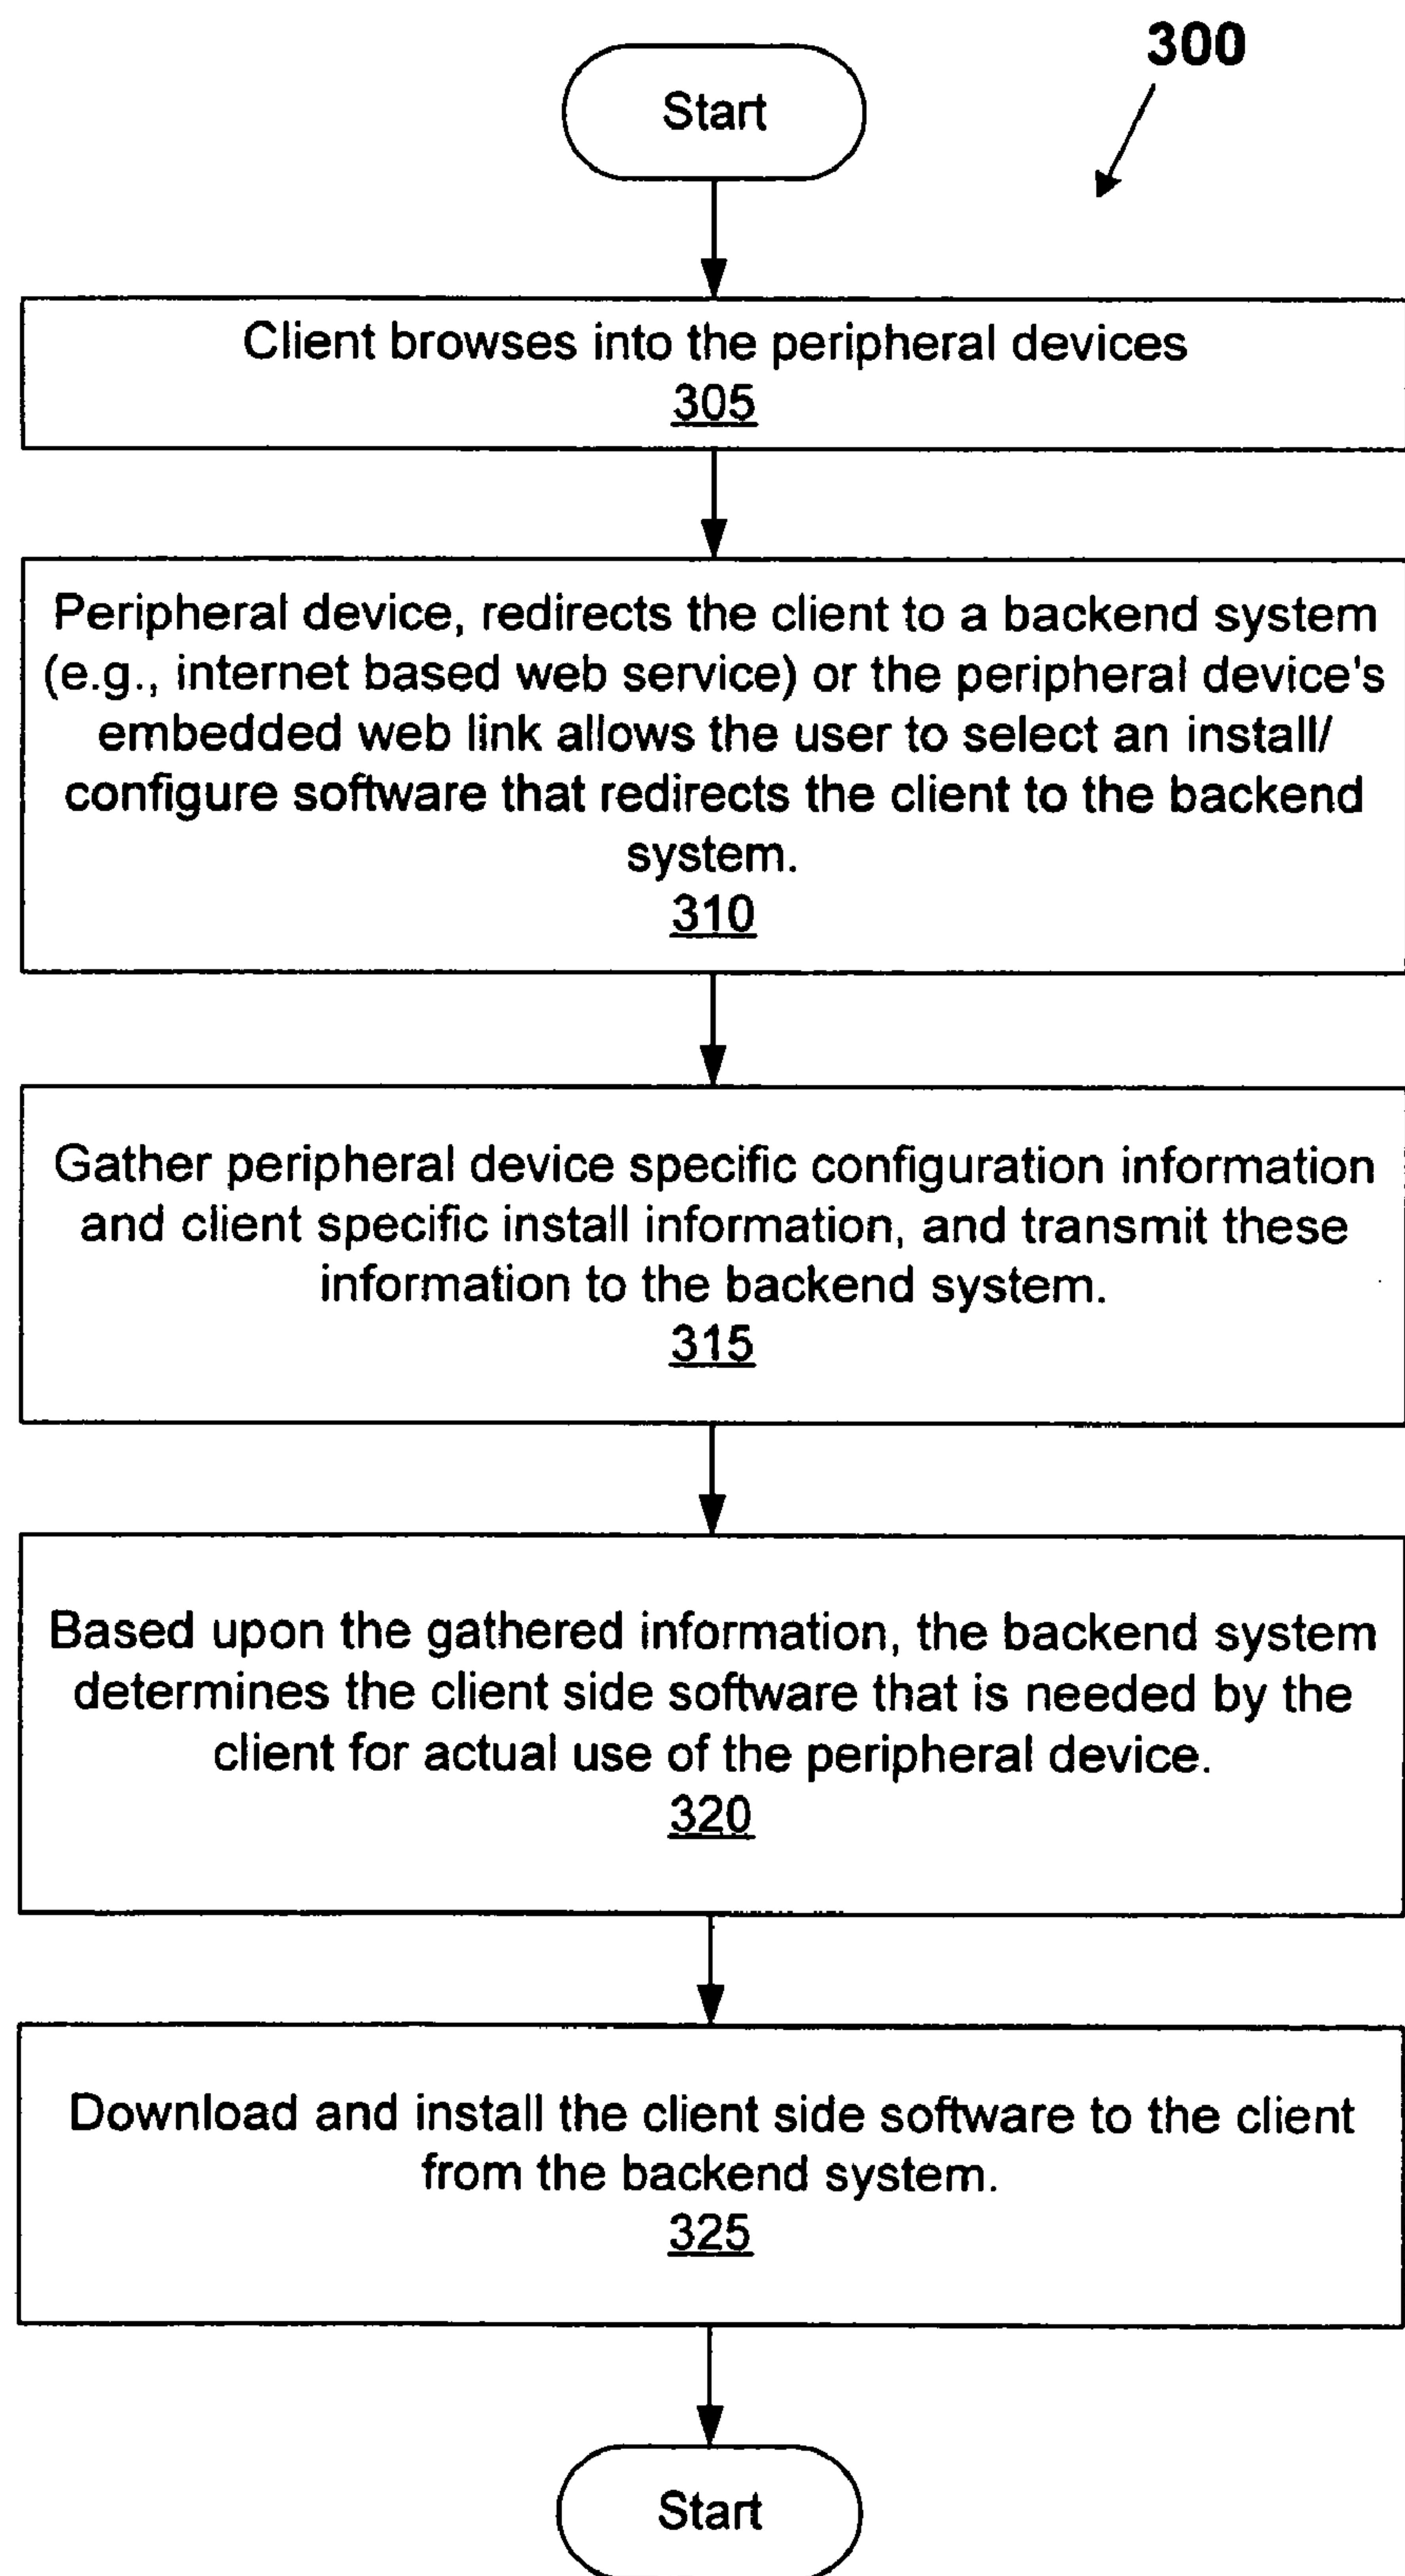 300
Start
Client browses into the peripheral devices
305
Peripheral device, redirects the client to a backend system
(e.g., internet based web service) or the peripheral device's
embedded web link allows the user to select an install/
configure software that redirects the client to the backend
system.
310
Gather peripheral device specific configuration information
and client specific install information, and transmit these
information to the backend system.
315
Based upon the gathered information, the backend system
determines the client side software that is needed by the
client for actual use of the peripheral device.
320
Download and install the client side software to the client
from the backend system.
325
Start